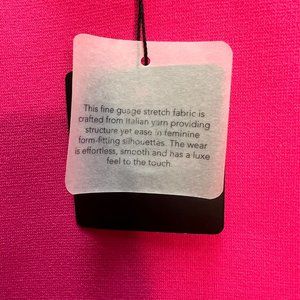 This fine guage stretch fabric is
crafted from Italian yarn providing
structure yet ease in feminine
form-fitting silhouettes. The wear
is effortless, smooth and has a luxe
feel to the touch.